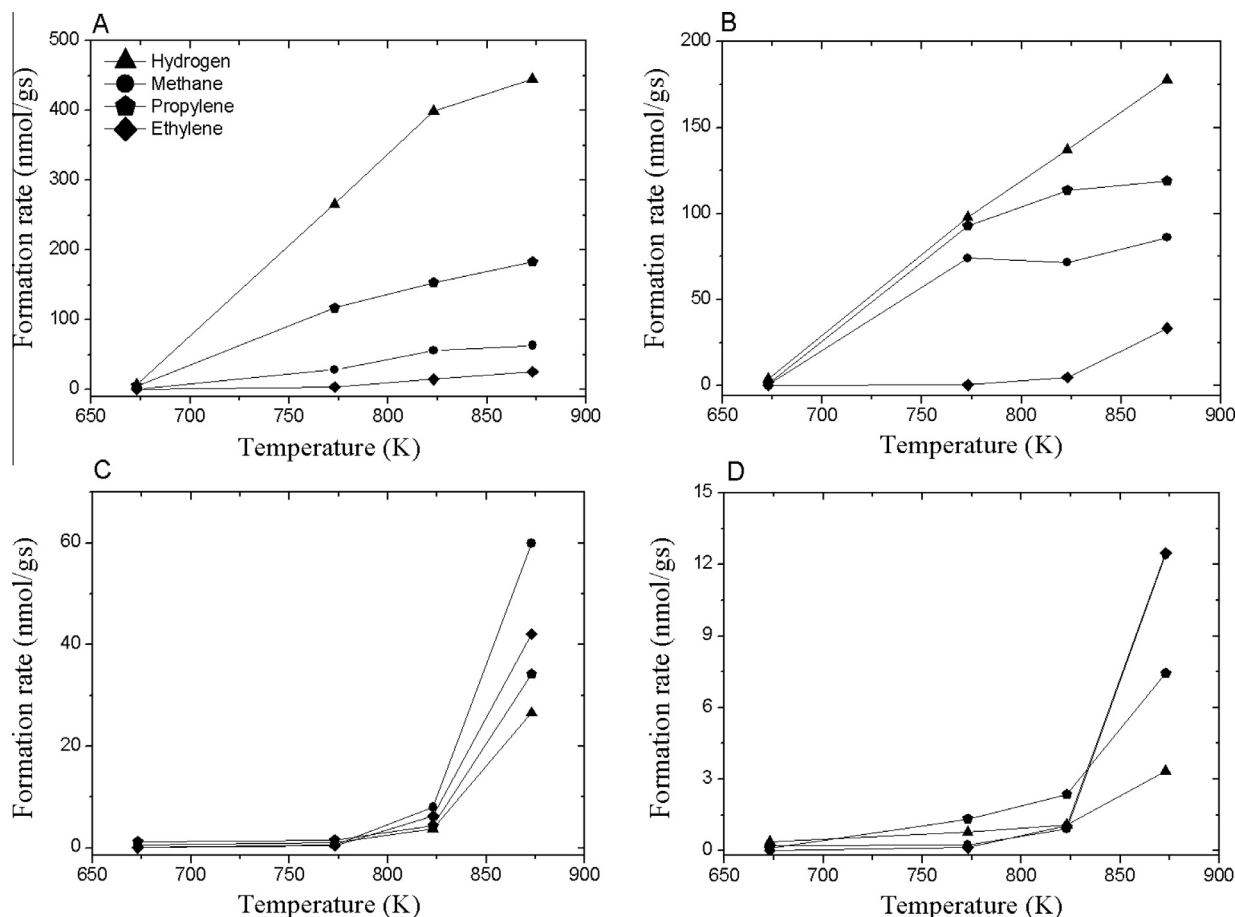 A
Formation rate (nmol/gs)
500
400
300
200
100
0
Hydrogen
Methane
Propylene
Ethylene
650 700 750 800 850 900
Temperature (K)
B
Formation rate (nmol/gs)
200
150
100
50
0
650 700 750 800 850 900
Temperature (K)
C
Formation rate (nmol/gs)
60
40
20
0
650 700 750 800 850 900
Temperature (K)
D
Formation rate (nmol/gs)
15
12
9
6
3
0
650 700 750 800 850 900
Temperature (K)